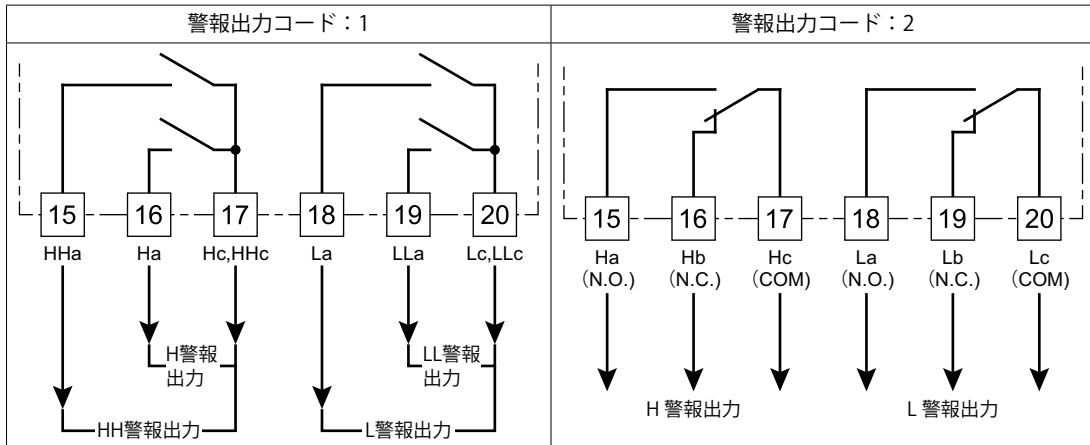 警報出力コード：1
警報出力コード：2
15 16 17 18 19 20
HHa Ha Hc,HHc La LLa Lc,LLc
H警報
出力
LL警報
出力
HH警報出力
L警報出力
15 16 17 18 19 20
Ha Hb Hc La Lb Lc
（N.O.） （N.C.） （COM） （N.O.） （N.C.） （COM）
H 警報出力
L 警報出力